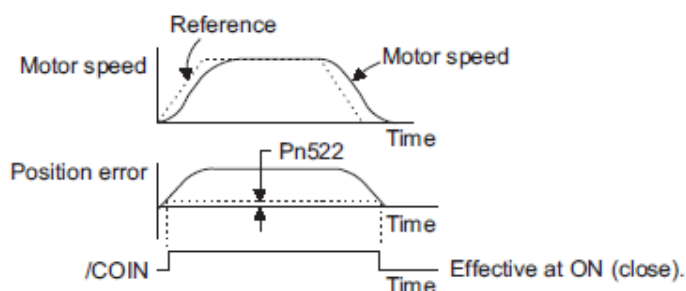 Reference
Motor speed
Motor speed
Time
Pn522
Position error
Time
/COIN
Effective at ON (close).
Time